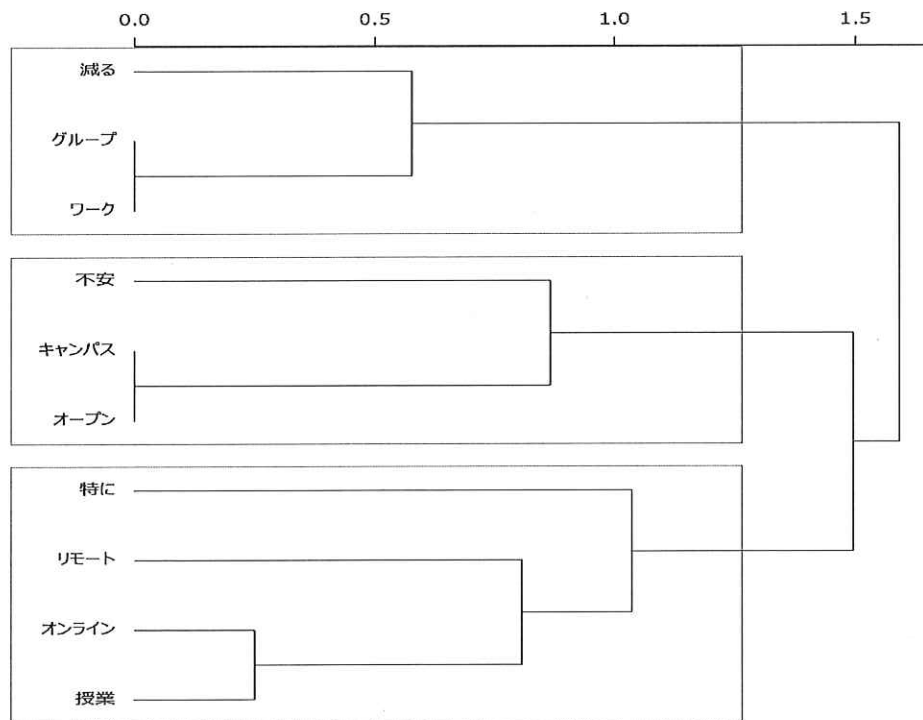 0.0 0.5 1.0 1.5
減る
グループ
ワーク
不安
キャンパス
オープン
特に
リモート
オンライン
授業